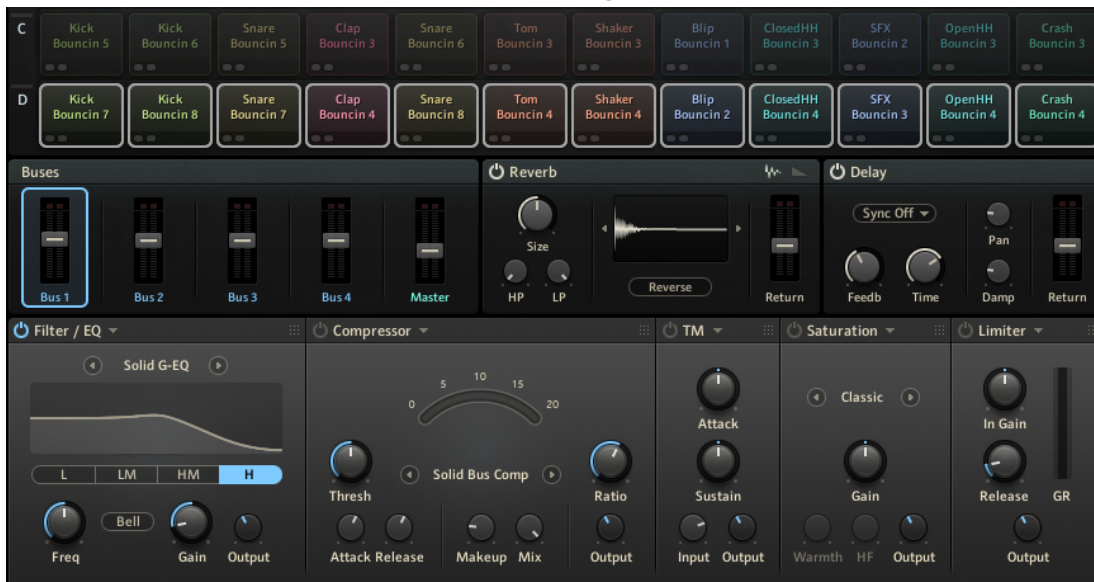 C
Kick
Bouncin 5
Kick
Bouncin 6
Snare
Bouncin 5
Clap
Bouncin 3
Snare
Bouncin 6
Tom
Bouncin 3
Shaker
Bouncin 3
Blip
Bouncin 1
ClosedHH
Bouncin 3
SFX
Bouncin 2
OpenHH
Bouncin 3
Crash
Bouncin 3
D
Kick
Bouncin 7
Kick
Bouncin 8
Snare
Bouncin 7
Clap
Bouncin 4
Snare
Bouncin 8
Tom
Bouncin 4
Shaker
Bouncin 4
Blip
Bouncin 2
ClosedHH
Bouncin 4
SFX
Bouncin 3
OpenHH
Bouncin 4
Crash
Bouncin 4
Buses
Bus 1
Bus 2
Bus 3
Bus 4
Master
Reverb
Size
HP
LP
Reverse
Return
Delay
Sync Off
Pan
Feedb
Time
Damp
Return
Filter / EQ
Solid G-EQ
L
LM
HM
H
Bell
Freq
Gain
Output
Compressor
0
5
10
15
20
Solid Bus Comp
Thresh
Ratio
Attack
Release
Makeup
Mix
Output
TM
Attack
Sustain
Input
Output
Saturation
Classic
Gain
Warmth
HF
Output
Limiter
In Gain
Release
GR
Output